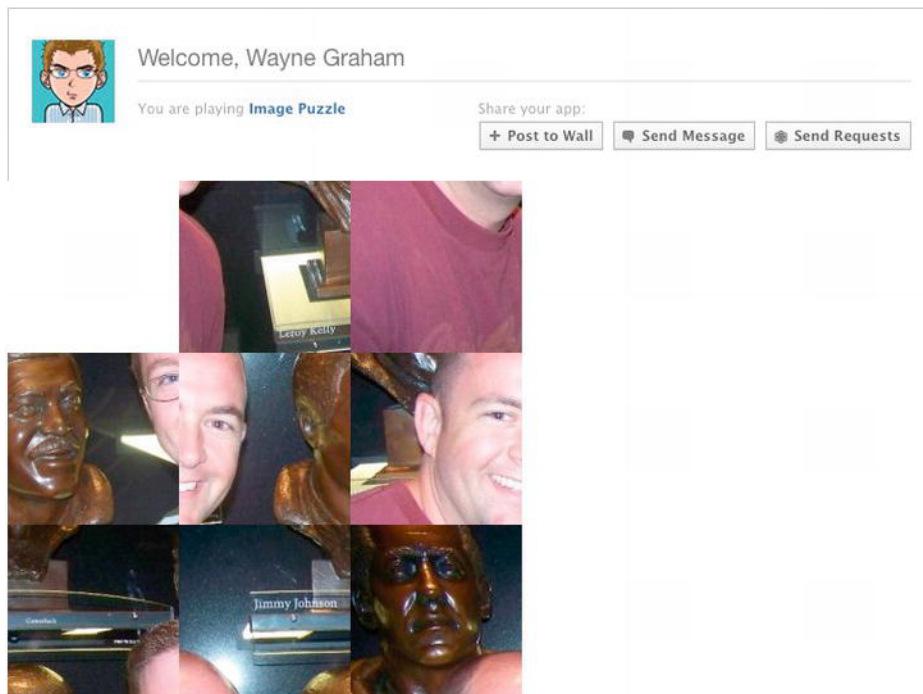 Welcome, Wayne Graham
You are playing Image Puzzle
Share your app:
+ Post to Wall
Send Message
Send Requests
Leroy Kelly
Jimmy Johnson